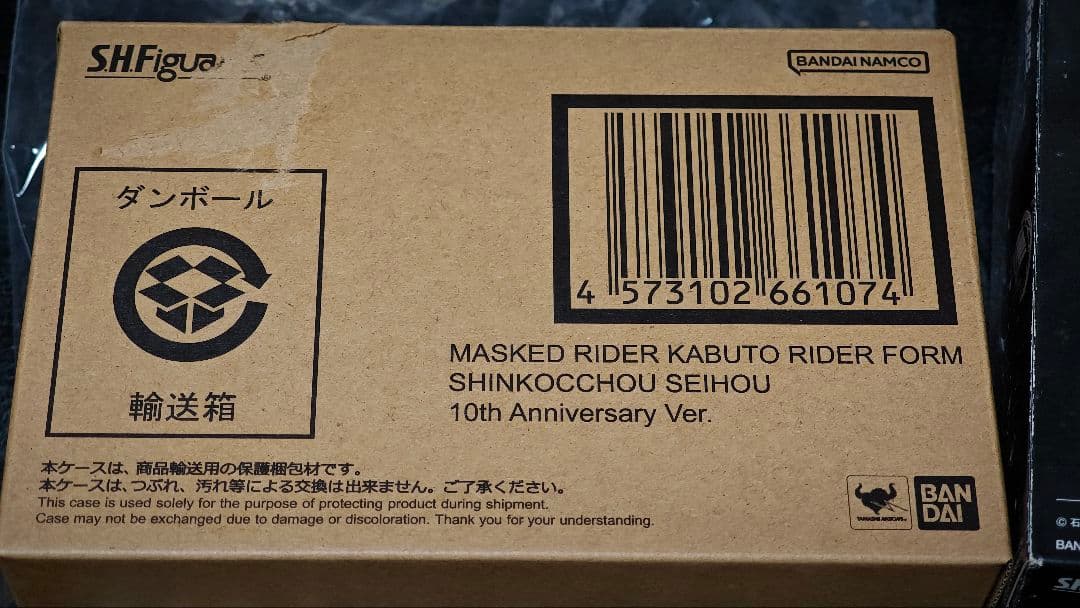 S.H.Figua
BANDAI NAMCO
ダンボール
輸送箱
4 573102 661074
MASKED RIDER KABUTO RIDER FORM
SHINKOCCHOU SEIHOU
10th Anniversary Ver.
本ケースは、商品輸送用の保護梱包材です。
本ケースは、つぶれ、汚れ等による交換は出来ません。ご了承ください。
This case is used solely for the purpose of protecting product during shipment.
Case may not be exchanged due to damage or discoloration. Thank you for your understanding.
TAMASHII NATIONS
BAN
DAI
©石
BAN